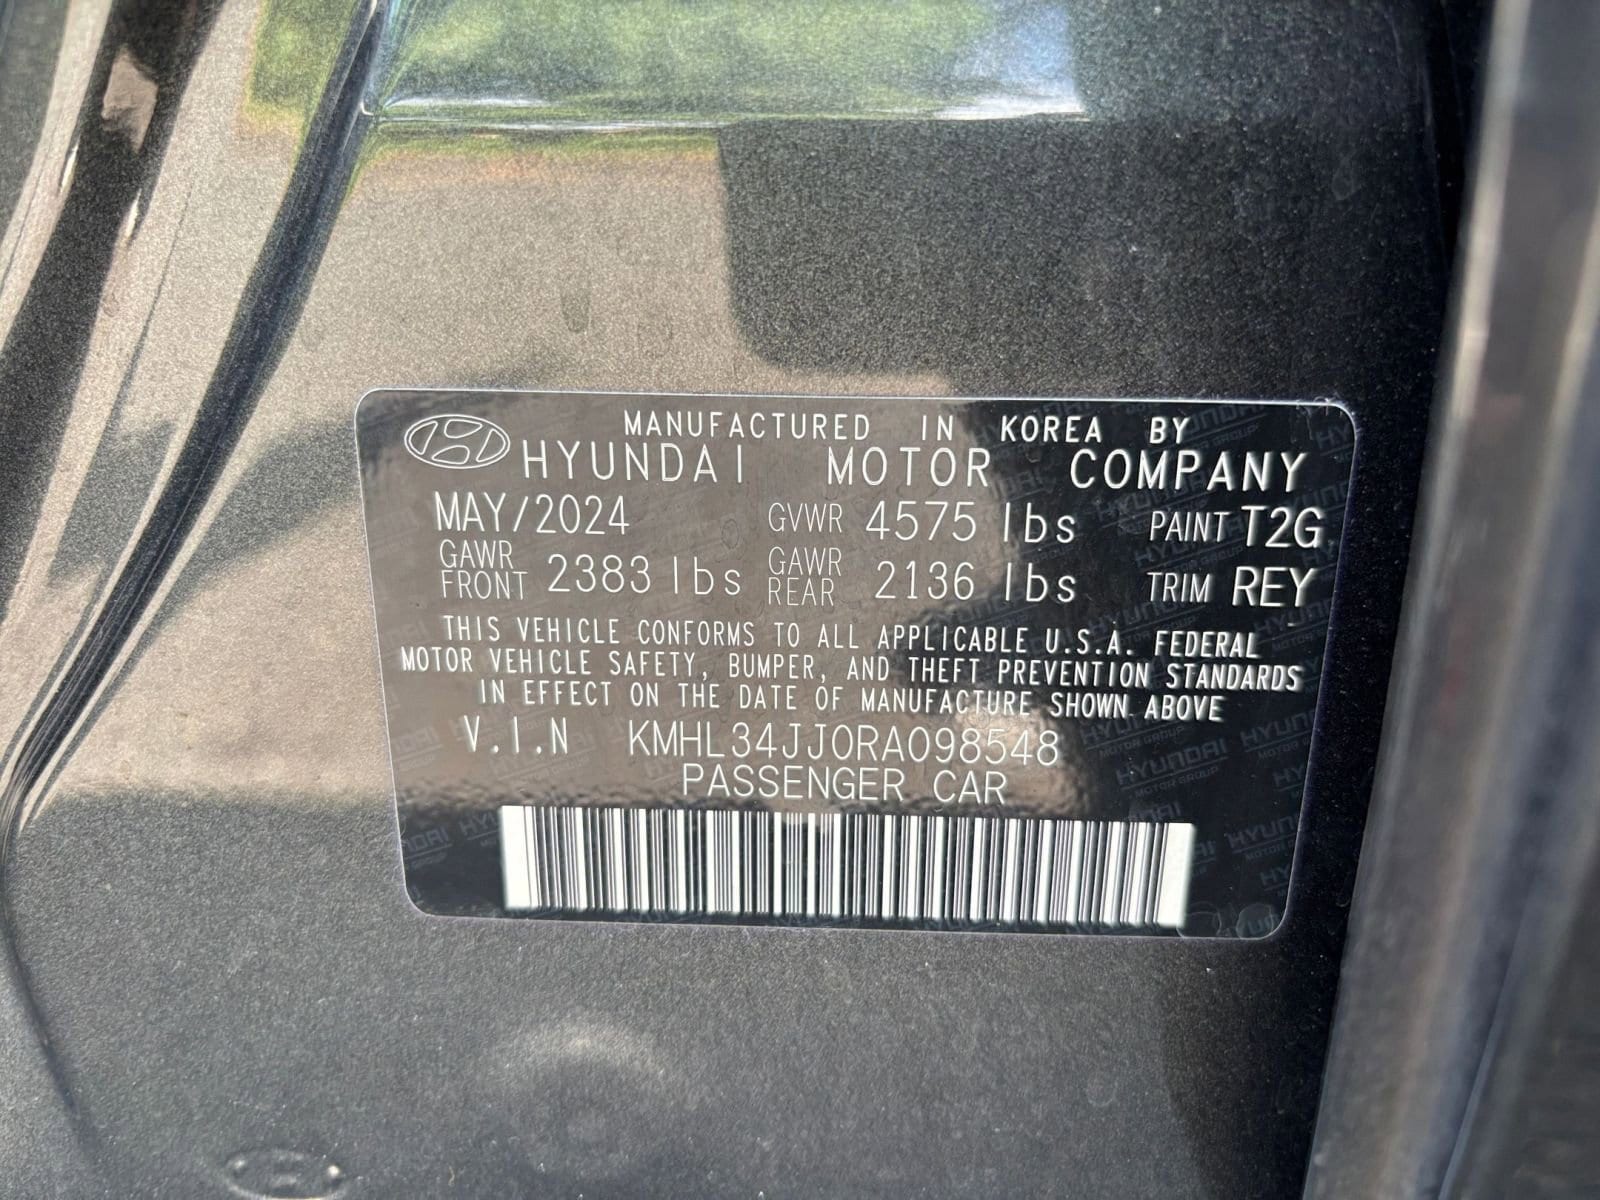 MANUFACTURED IN KOREA BY
HYUNDAI MOTOR COMPANY
MAY/2024 GVWR 4575 lbs PAINT T2G
GAWR FRONT 2383 lbs GAWR REAR 2136 lbs TRIM REY
THIS VEHICLE CONFORMS TO ALL APPLICABLE U.S.A. FEDERAL
MOTOR VEHICLE SAFETY, BUMPER, AND THEFT PREVENTION STANDARDS
IN EFFECT ON THE DATE OF MANUFACTURE SHOWN ABOVE
V.I.N KMHL34JJ0RA098548
PASSENGER CAR